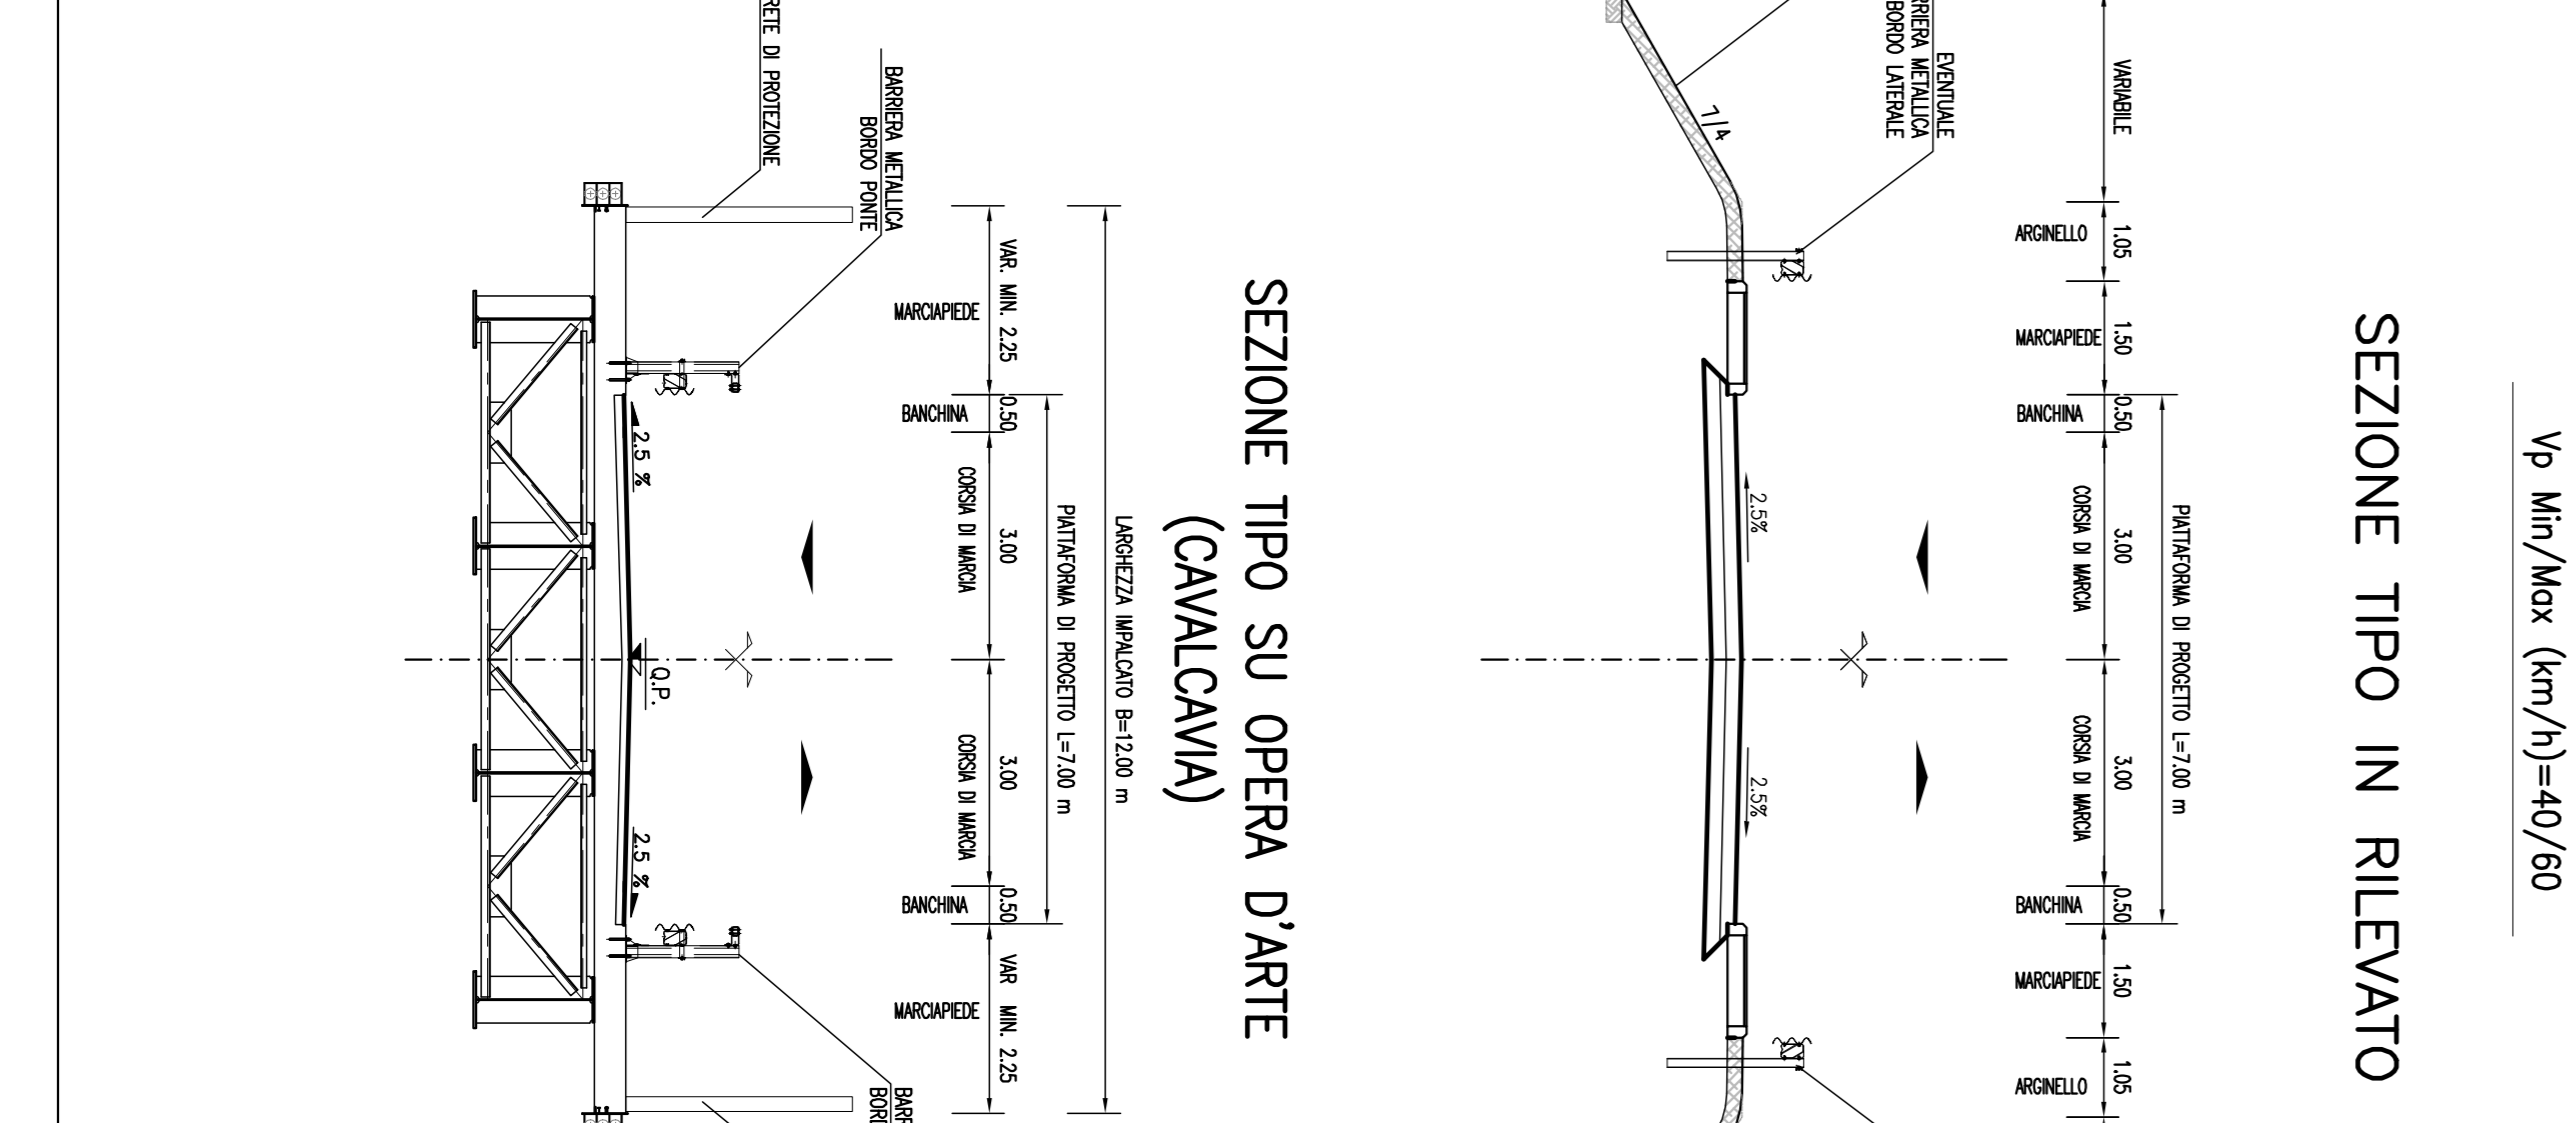 Vp Min/Max (km/h)=40/60
SEZIONE TIPO IN RILEVATO
PIATTAFORMA DI PROGETTO L=7.00 m
VARIABILE
1.05
1.50
0.50
3.00
3.00
0.50
1.50
1.05
ARGINELLO
MARCIAPIEDE
BANCHINA
CORSIA DI MARCIA
CORSIA DI MARCIA
BANCHINA
MARCIAPIEDE
ARGINELLO
EVENTUALE
RRIERA METALLICA
BORDO LATERALE
2.5%
2.5%
7/4
SEZIONE TIPO SU OPERA D'ARTE
(CAVALCAVIA)
LARGHEZZA IMPALCATO B=12.00 m
PIATTAFORMA DI PROGETTO L=7.00 m
VAR. MIN. 2.25
0.50
3.00
3.00
0.50
VAR MIN. 2.25
MARCIAPIEDE
BANCHINA
CORSIA DI MARCIA
CORSIA DI MARCIA
BANCHINA
MARCIAPIEDE
BARRIERA METALLICA
BORDO PONTE
BARR
BORD
RETE DI PROTEZIONE
2.5 %
Q.P.
2.5 %